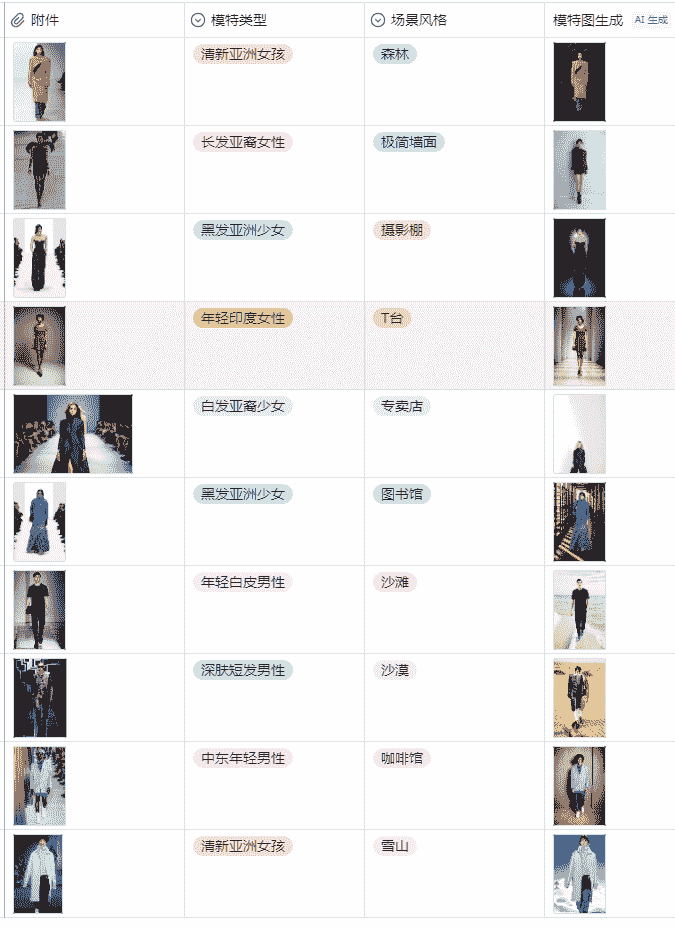 附件 模特类型 场景风格 模特图生成 AI 生成
清新亚洲女孩 森林
长发亚裔女性 极简墙面
黑发亚洲少女 摄影棚
年轻印度女性 T台
白发亚裔少女 专卖店
黑发亚洲少女 图书馆
年轻白皮男性 沙滩
深肤短发男性 沙漠
中东年轻男性 咖啡馆
清新亚洲女孩 雪山